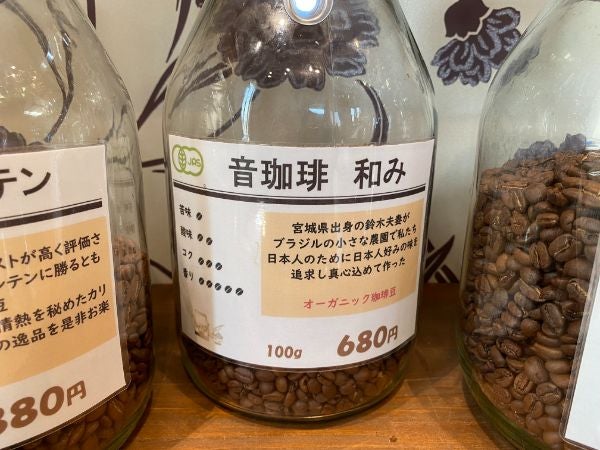 テン
ストが高く評価さ
ンテンに勝るとも
豆
情熱を秘めたカリ
の逸品を是非お楽
880円
JAS
音珈琲 和み
苦味
酸味
コク
香り
宮城県出身の鈴木夫妻が
ブラジルの小さな農園で私たち
日本人のために日本人好みの味を
追求し真心込めて作った
オーガニック珈琲豆
100g 680円